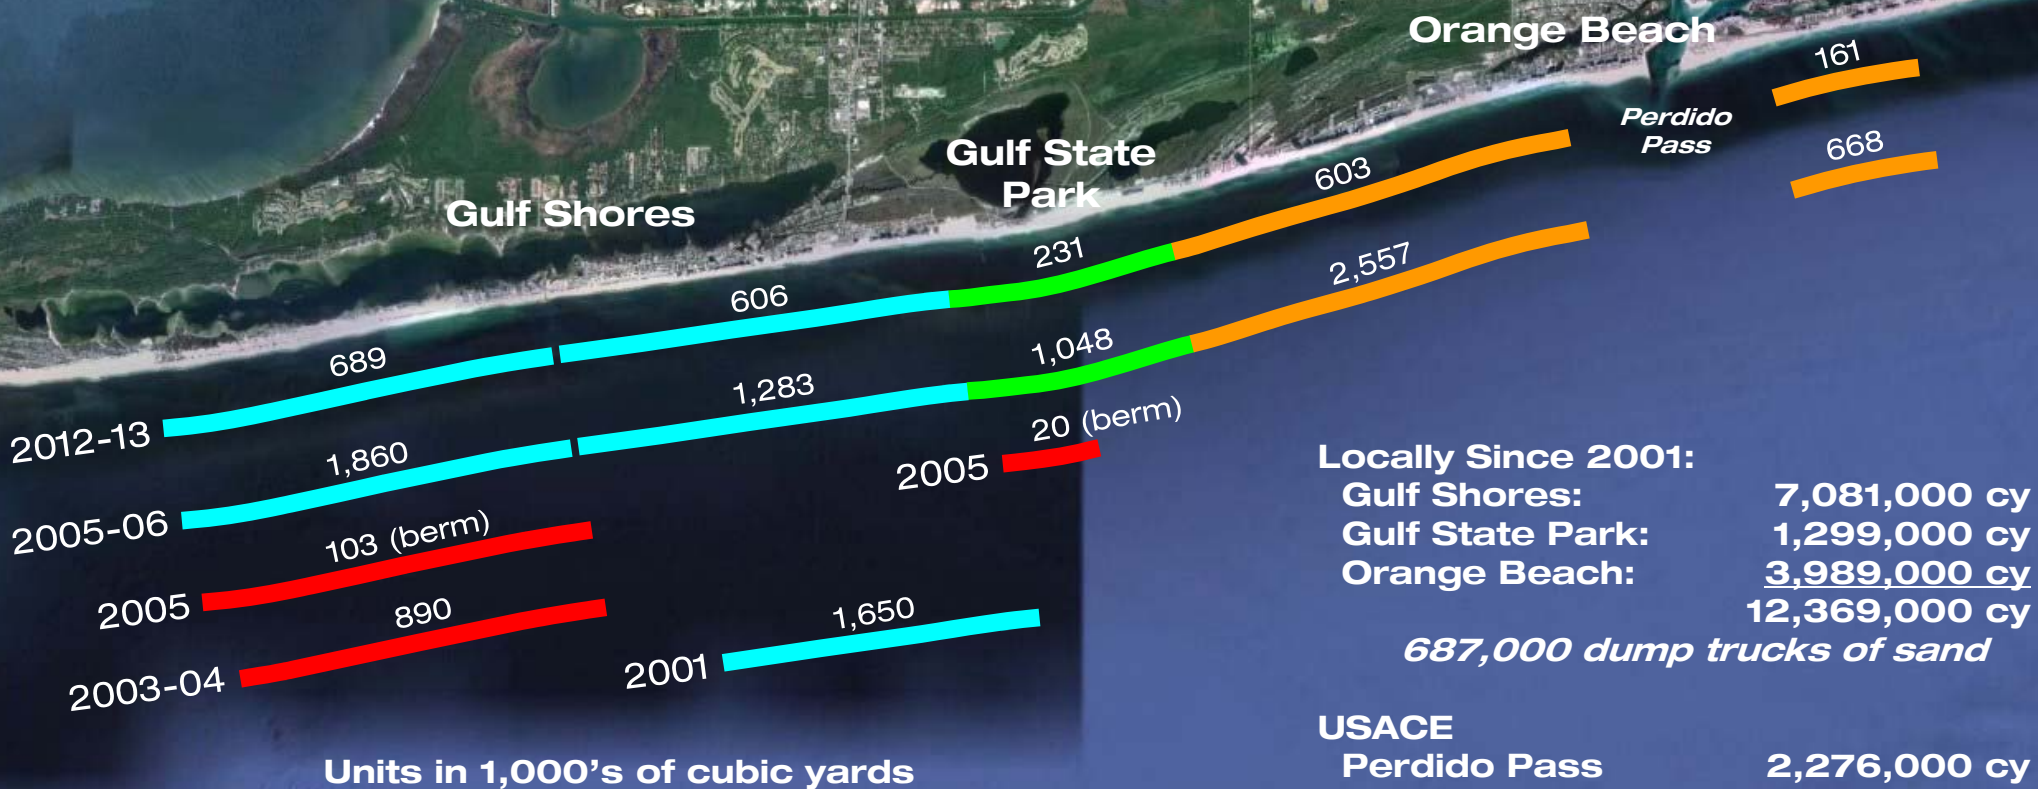 Orange Beach
161
Perdido
Pass
668
Gulf State
Park
603
Gulf Shores
231
2,557
606
689
1,048
1,283
2012-13
20 (berm)
2005
1,860
2005-06
103 (berm)
2005
890
2003-04
1,650
2001
Locally Since 2001:
Gulf Shores: 7,081,000 cy
Gulf State Park: 1,299,000 cy
Orange Beach: 3,989,000 cy
12,369,000 cy
687,000 dump trucks of sand
USACE
Perdido Pass 2,276,000 cy
Units in 1,000’s of cubic yards